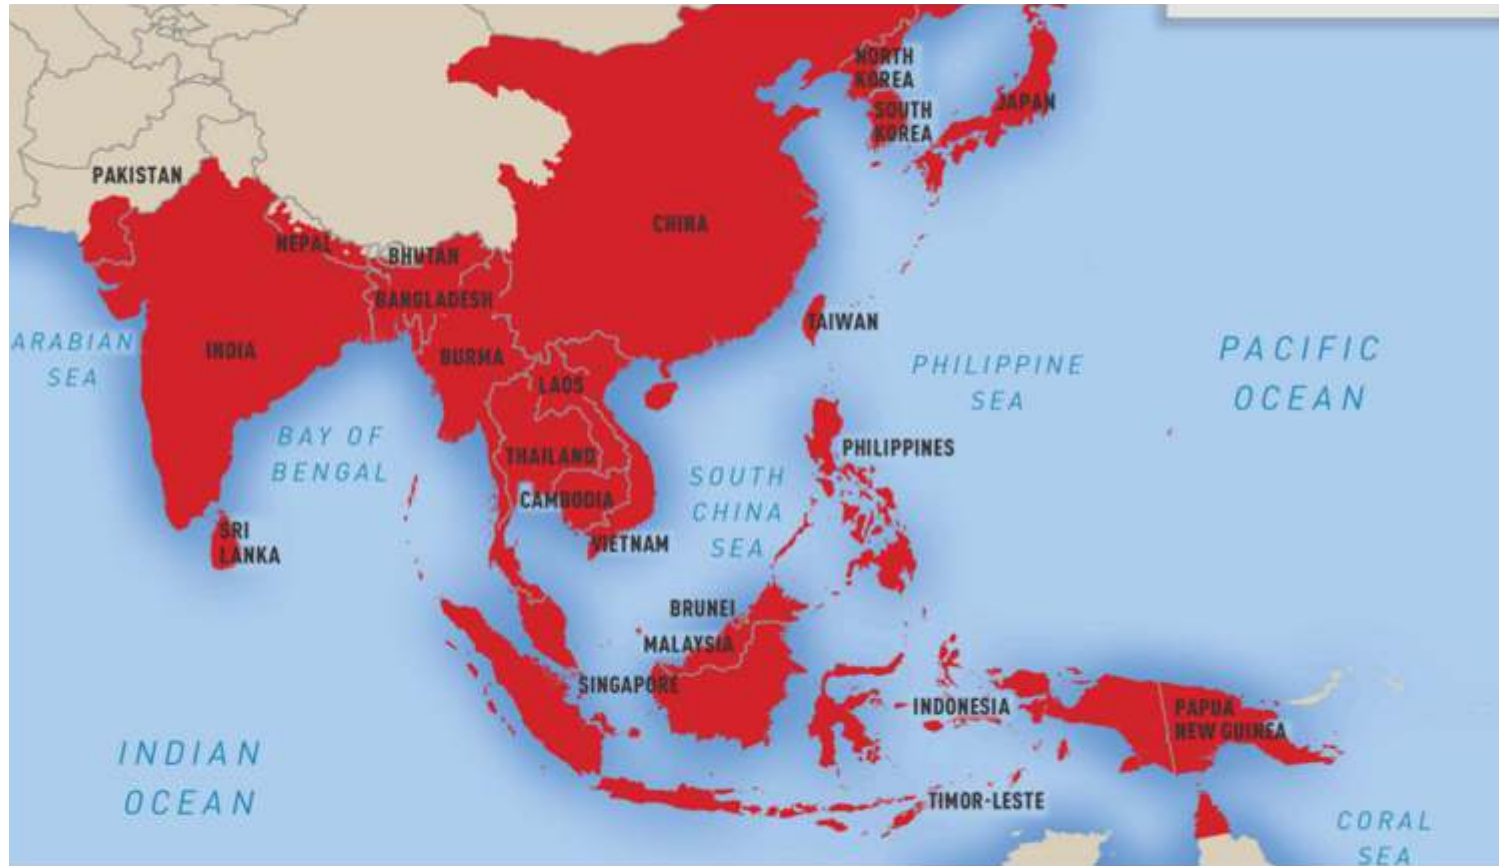 NORTH
KOREA
SOUTH
KOREA
JAPAN
PAKISTAN
CHINA
NEPAL
BHUTAN
BANGLADESH
TAIWAN
ARABIAN
SEA
INDIA
BURMA
LAOS
PHILIPPINE
SEA
PACIFIC
OCEAN
BAY OF
BENGAL
THAILAND
PHILIPPINES
SOUTH
CHINA
SEA
CAMBODIA
VIETNAM
SRI
LANKA
BRUNEI
MALAYSIA
SINGAPORE
INDONESIA
PAPUA
NEW GUINEA
INDIAN
OCEAN
TIMOR-LESTE
CORAL
SEA